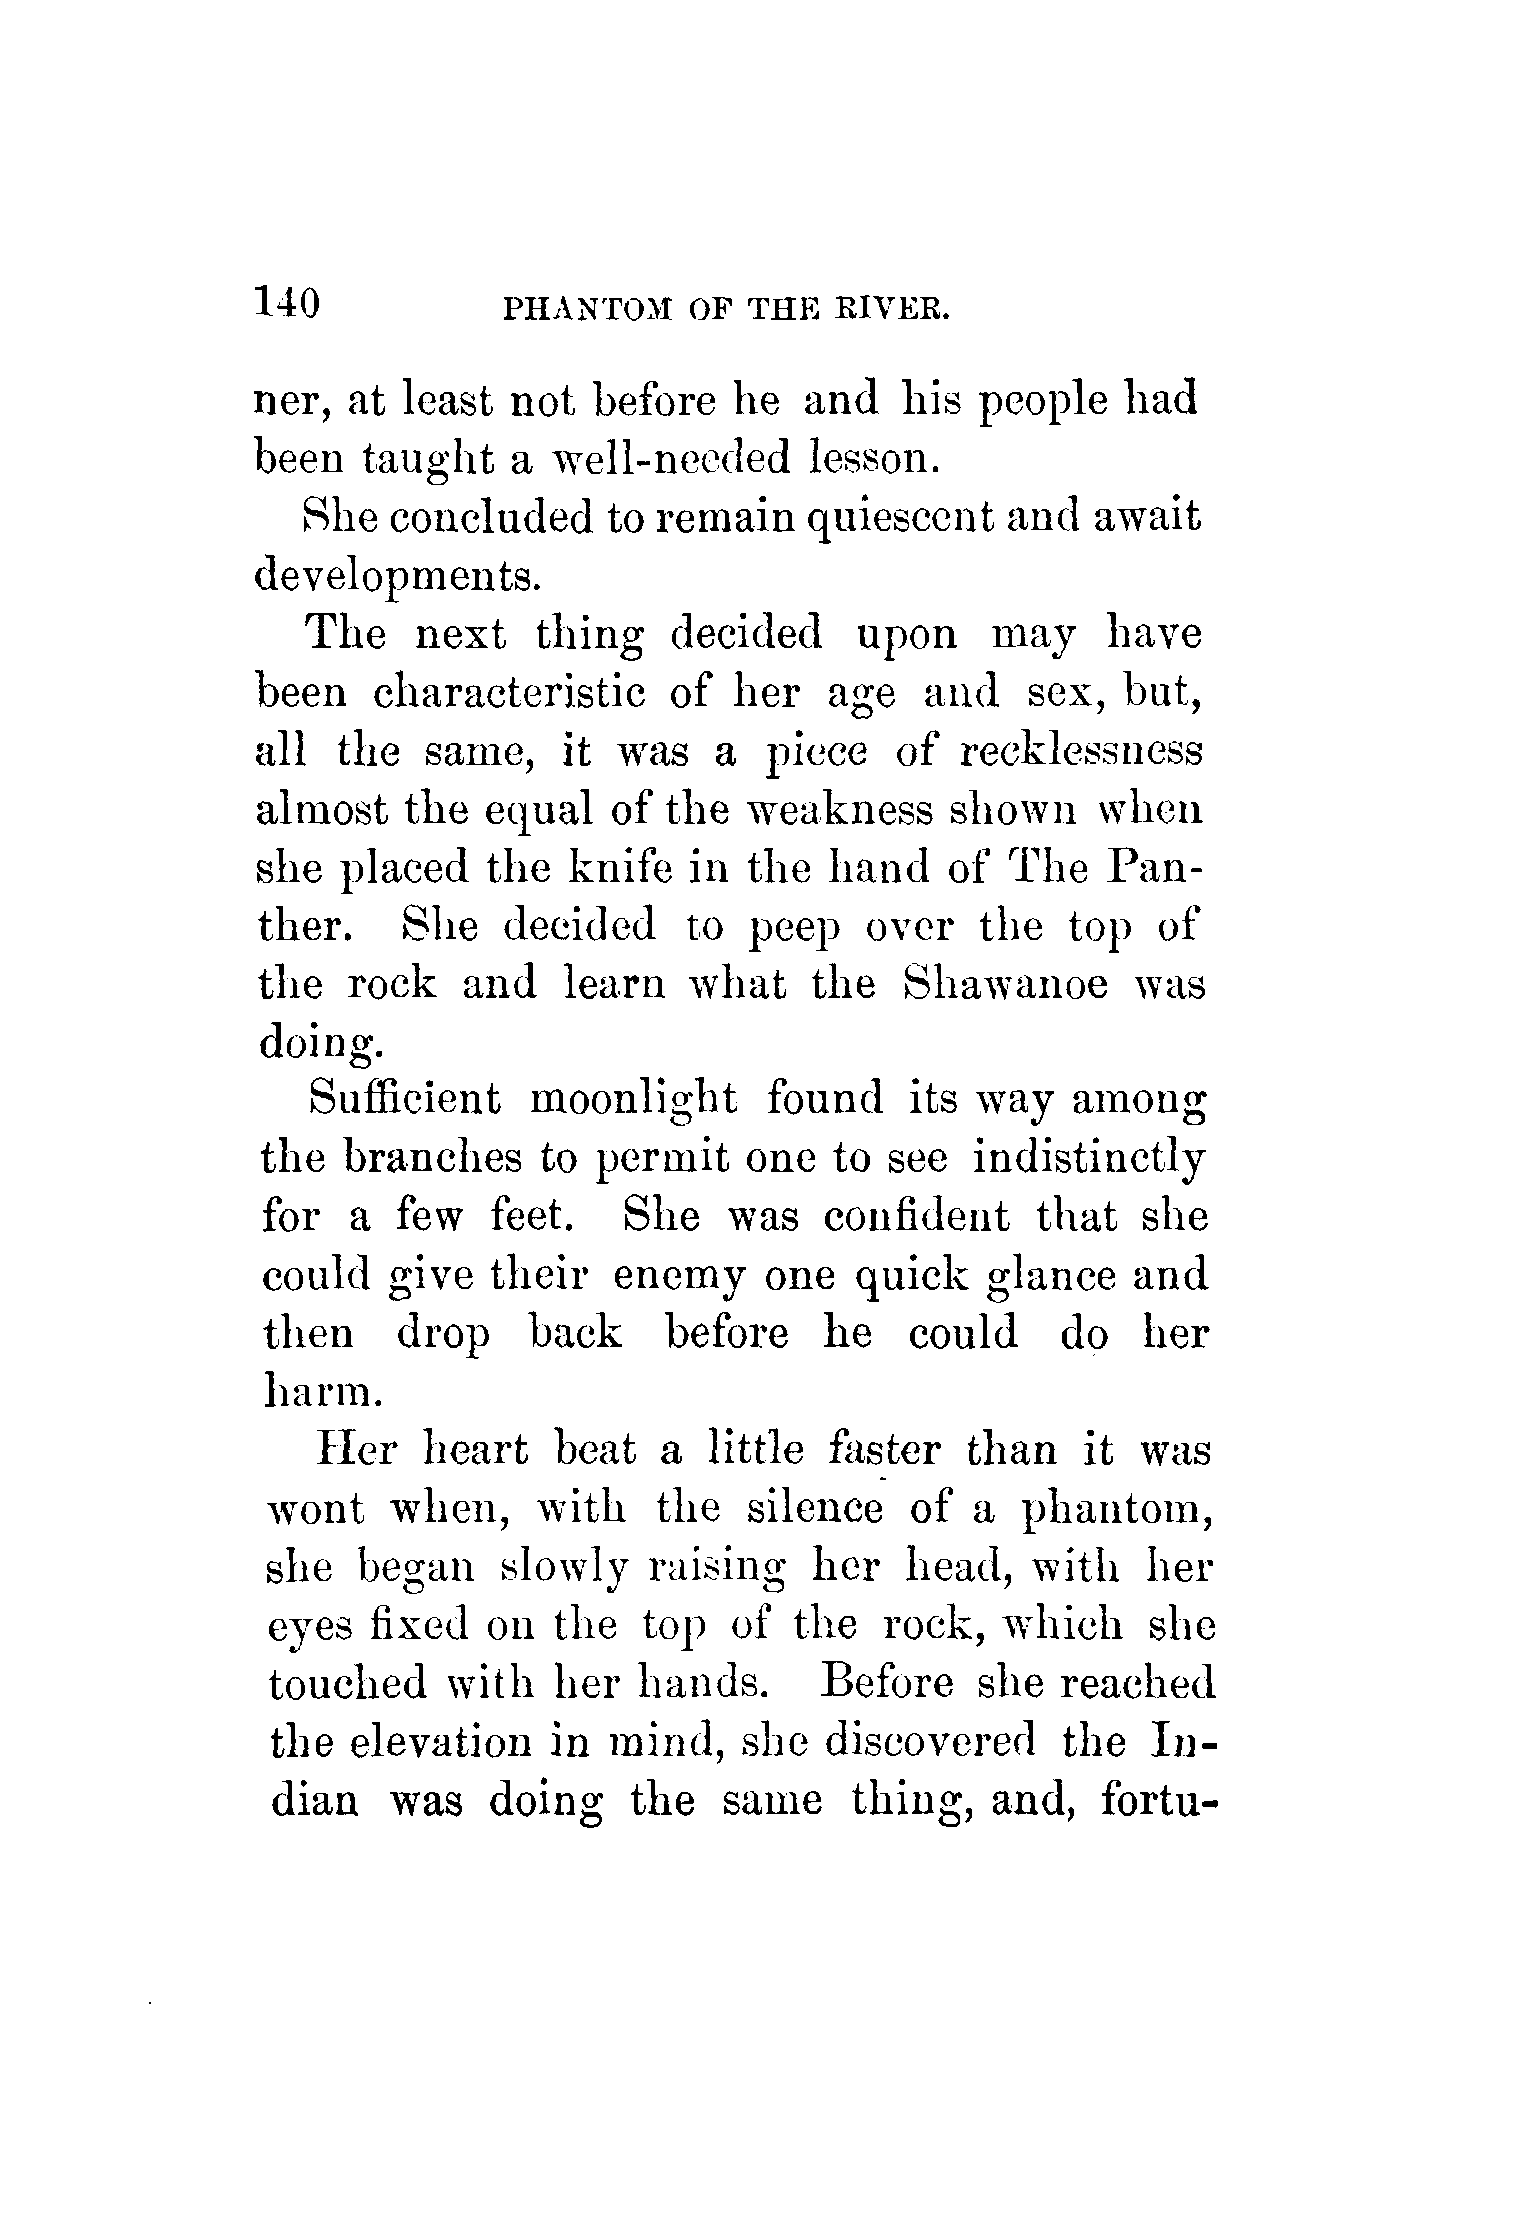 140 PHANTOM OF THE RIVER.
ner, at least not before he and his people had
been taught a well-needed lesson.
She concluded to remain quiescent and await
developments.
The next thing decided upon may have
been characteristic of her age and sex, but,
all the same, it was a piece of recklessness
almost the equal of the weakness shown when
she placed the knife in the hand of The Pan-
ther. She decided to peep over the top of
the rock and learn what the Shawanoe was
doing.
Sufficient moonlight found its way among
the branches to permit one to see indistinctly
for a few feet. She was confident that she
could give their enemy one quick glance and
then drop back before he could do her
harm.
Her heart beat a little faster than it was
wont when, with the silence of a phantom,
she began slowly raising her head, with her
eyes fixed on the top of the rock, which she
touched with her hands. Before she reached
the elevation in mind, she discovered the In-
dian was doing the same thing, and, fortu-